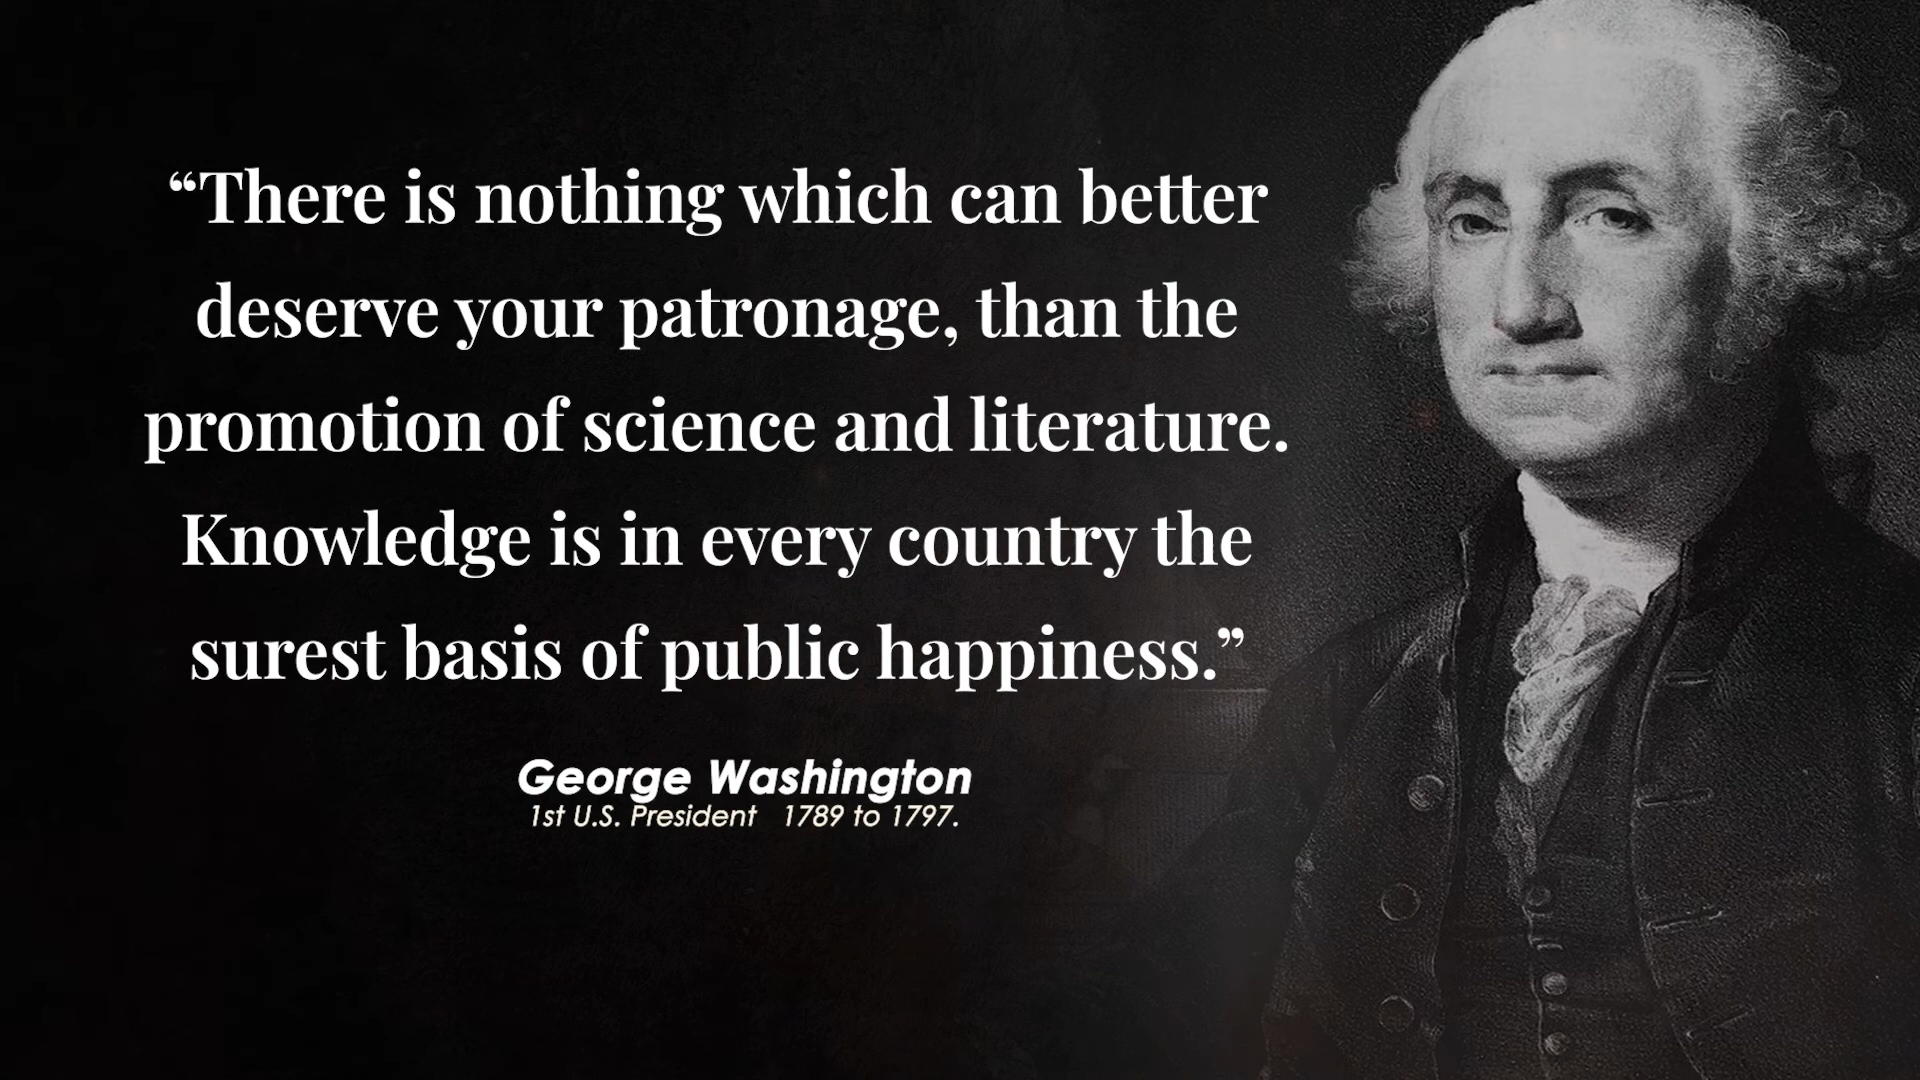 “There is nothing which can better
deserve your patronage, than the
promotion of science and literature.
Knowledge is in every country the
surest basis of public happiness.”
George Washington
1st U.S. President 1789 to 1797.